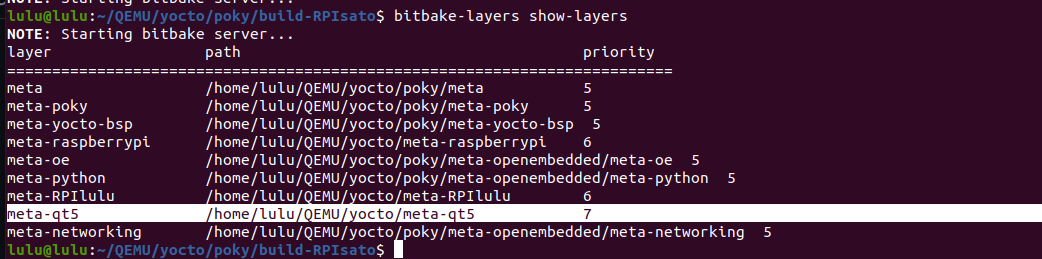 NOTE: Starting bitbake server...
lulu@lulu:~/QEMU/yocto/poky/build-RPIsato$ bitbake-layers show-layers
NOTE: Starting bitbake server...
layer                 path                                      priority
==========================================================================
meta                  /home/lulu/QEMU/yocto/poky/meta           5
meta-poky             /home/lulu/QEMU/yocto/poky/meta-poky      5
meta-yocto-bsp        /home/lulu/QEMU/yocto/poky/meta-yocto-bsp  5
meta-raspberrypi      /home/lulu/QEMU/yocto/meta-raspberrypi    6
meta-oe               /home/lulu/QEMU/yocto/poky/meta-openembedded/meta-oe  5
meta-python           /home/lulu/QEMU/yocto/poky/meta-openembedded/meta-python  5
meta-RPIlulu          /home/lulu/QEMU/yocto/meta-RPIlulu        6
meta-qt5              /home/lulu/QEMU/yocto/meta-qt5            7
meta-networking       /home/lulu/QEMU/yocto/poky/meta-openembedded/meta-networking  5
lulu@lulu:~/QEMU/yocto/poky/build-RPIsato$